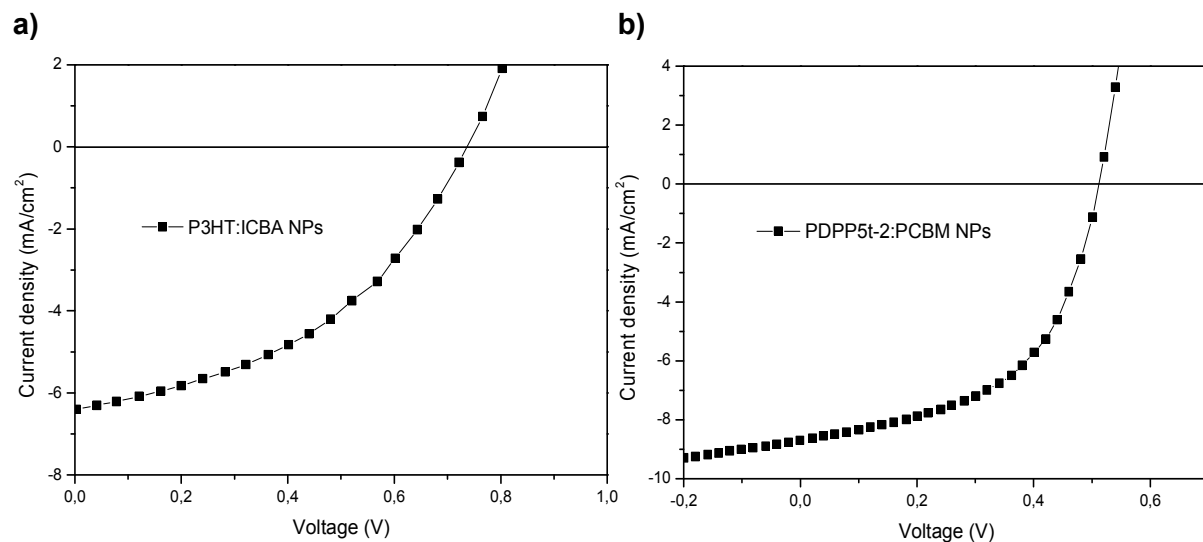 a)
2
0
-2
-4
-6
-8
0,0 0,2 0,4 0,6 0,8 1,0
Current density (mA/cm²)
Voltage (V)
P3HT:ICBA NPs
b)
4
2
0
-2
-4
-6
-8
-10
-0,2 0,0 0,2 0,4 0,6
Current density (mA/cm²)
Voltage (V)
PDPP5t-2:PCBM NPs